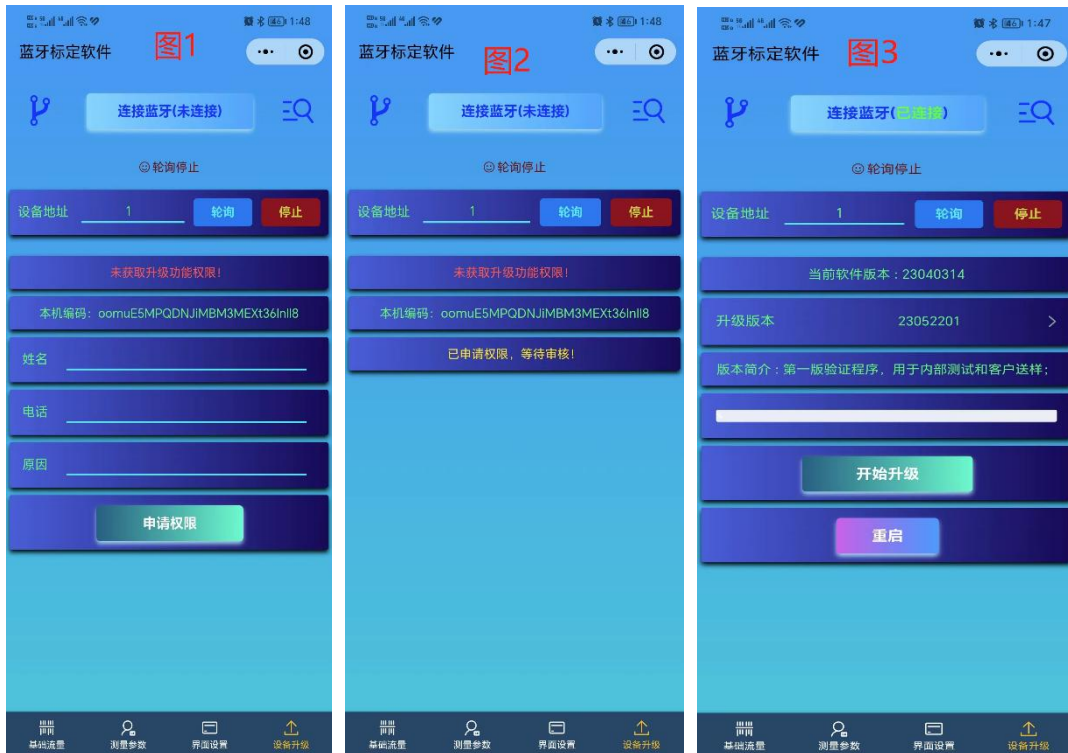 1:48
蓝牙标定软件
图1
连接蓝牙(未连接)
轮询停止
设备地址 1 轮询 停止
未获取升级功能权限!
本机编码: oomuE5MPQDNJiMBM3MEXt36Inll8
姓名
电话
原因
申请权限
基础流量 测量参数 界面设置 设备升级
1:48
蓝牙标定软件
图2
连接蓝牙(未连接)
轮询停止
设备地址 1 轮询 停止
未获取升级功能权限!
本机编码: oomuE5MPQDNJiMBM3MEXt36Inll8
已申请权限，等待审核!
基础流量 测量参数 界面设置 设备升级
1:47
蓝牙标定软件
图3
连接蓝牙(已连接)
轮询停止
设备地址 1 轮询 停止
当前软件版本 : 23040314
升级版本 23052201
版本简介 : 第一版验证程序，用于内部测试和客户送样;
开始升级
重启
基础流量 测量参数 界面设置 设备升级